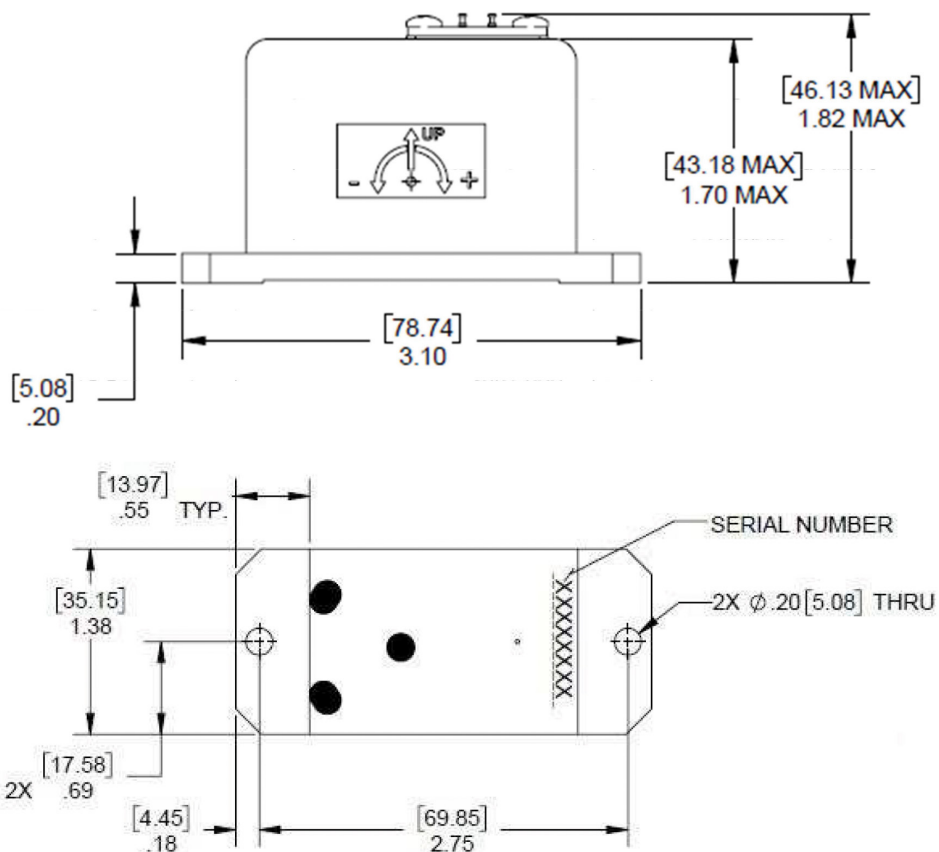 [46.13 MAX]
1.82 MAX
UP
- +
[43.18 MAX]
1.70 MAX
[78.74]
3.10
[5.08]
.20
[13.97]
.55 TYP.
SERIAL NUMBER
[35.15]
1.38
2X Ø.20[5.08] THRU
XXXXXXXX
[17.58]
2X .69
[4.45]
.18
[69.85]
2.75